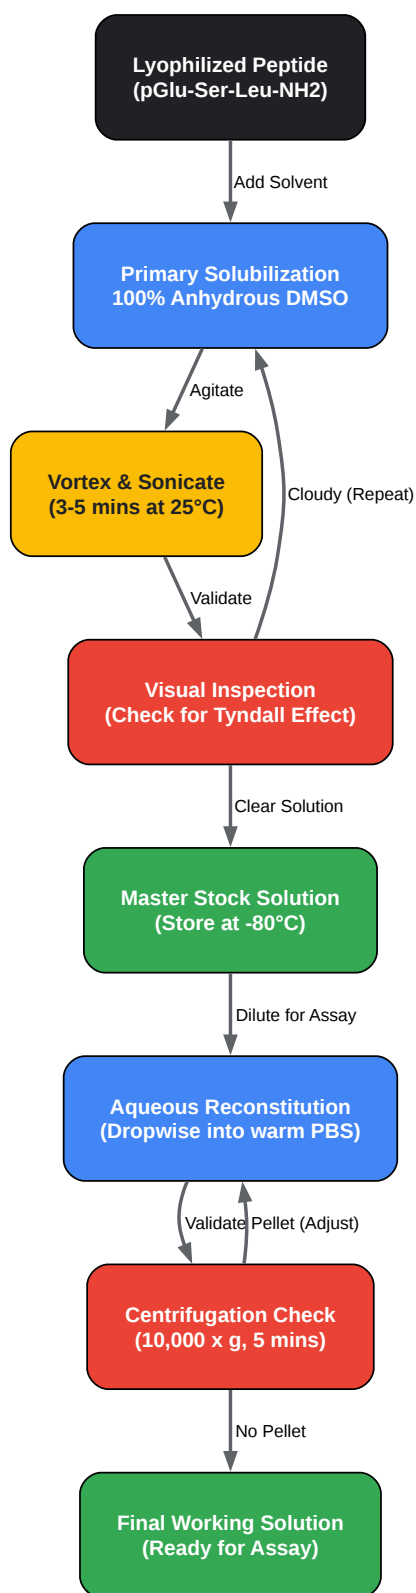 Lyophilized Peptide
(pGlu-Ser-Leu-NH2)
Add Solvent
Primary Solubilization
100% Anhydrous DMSO
Agitate
Vortex & Sonicate
(3-5 mins at 25°C)
Cloudy (Repeat)
Validate
Visual Inspection
(Check for Tyndall Effect)
Clear Solution
Master Stock Solution
(Store at -80°C)
Dilute for Assay
Aqueous Reconstitution
(Dropwise into warm PBS)
Validate
Pellet (Adjust)
Centrifugation Check
(10,000 x g, 5 mins)
No Pellet
Final Working Solution
(Ready for Assay)